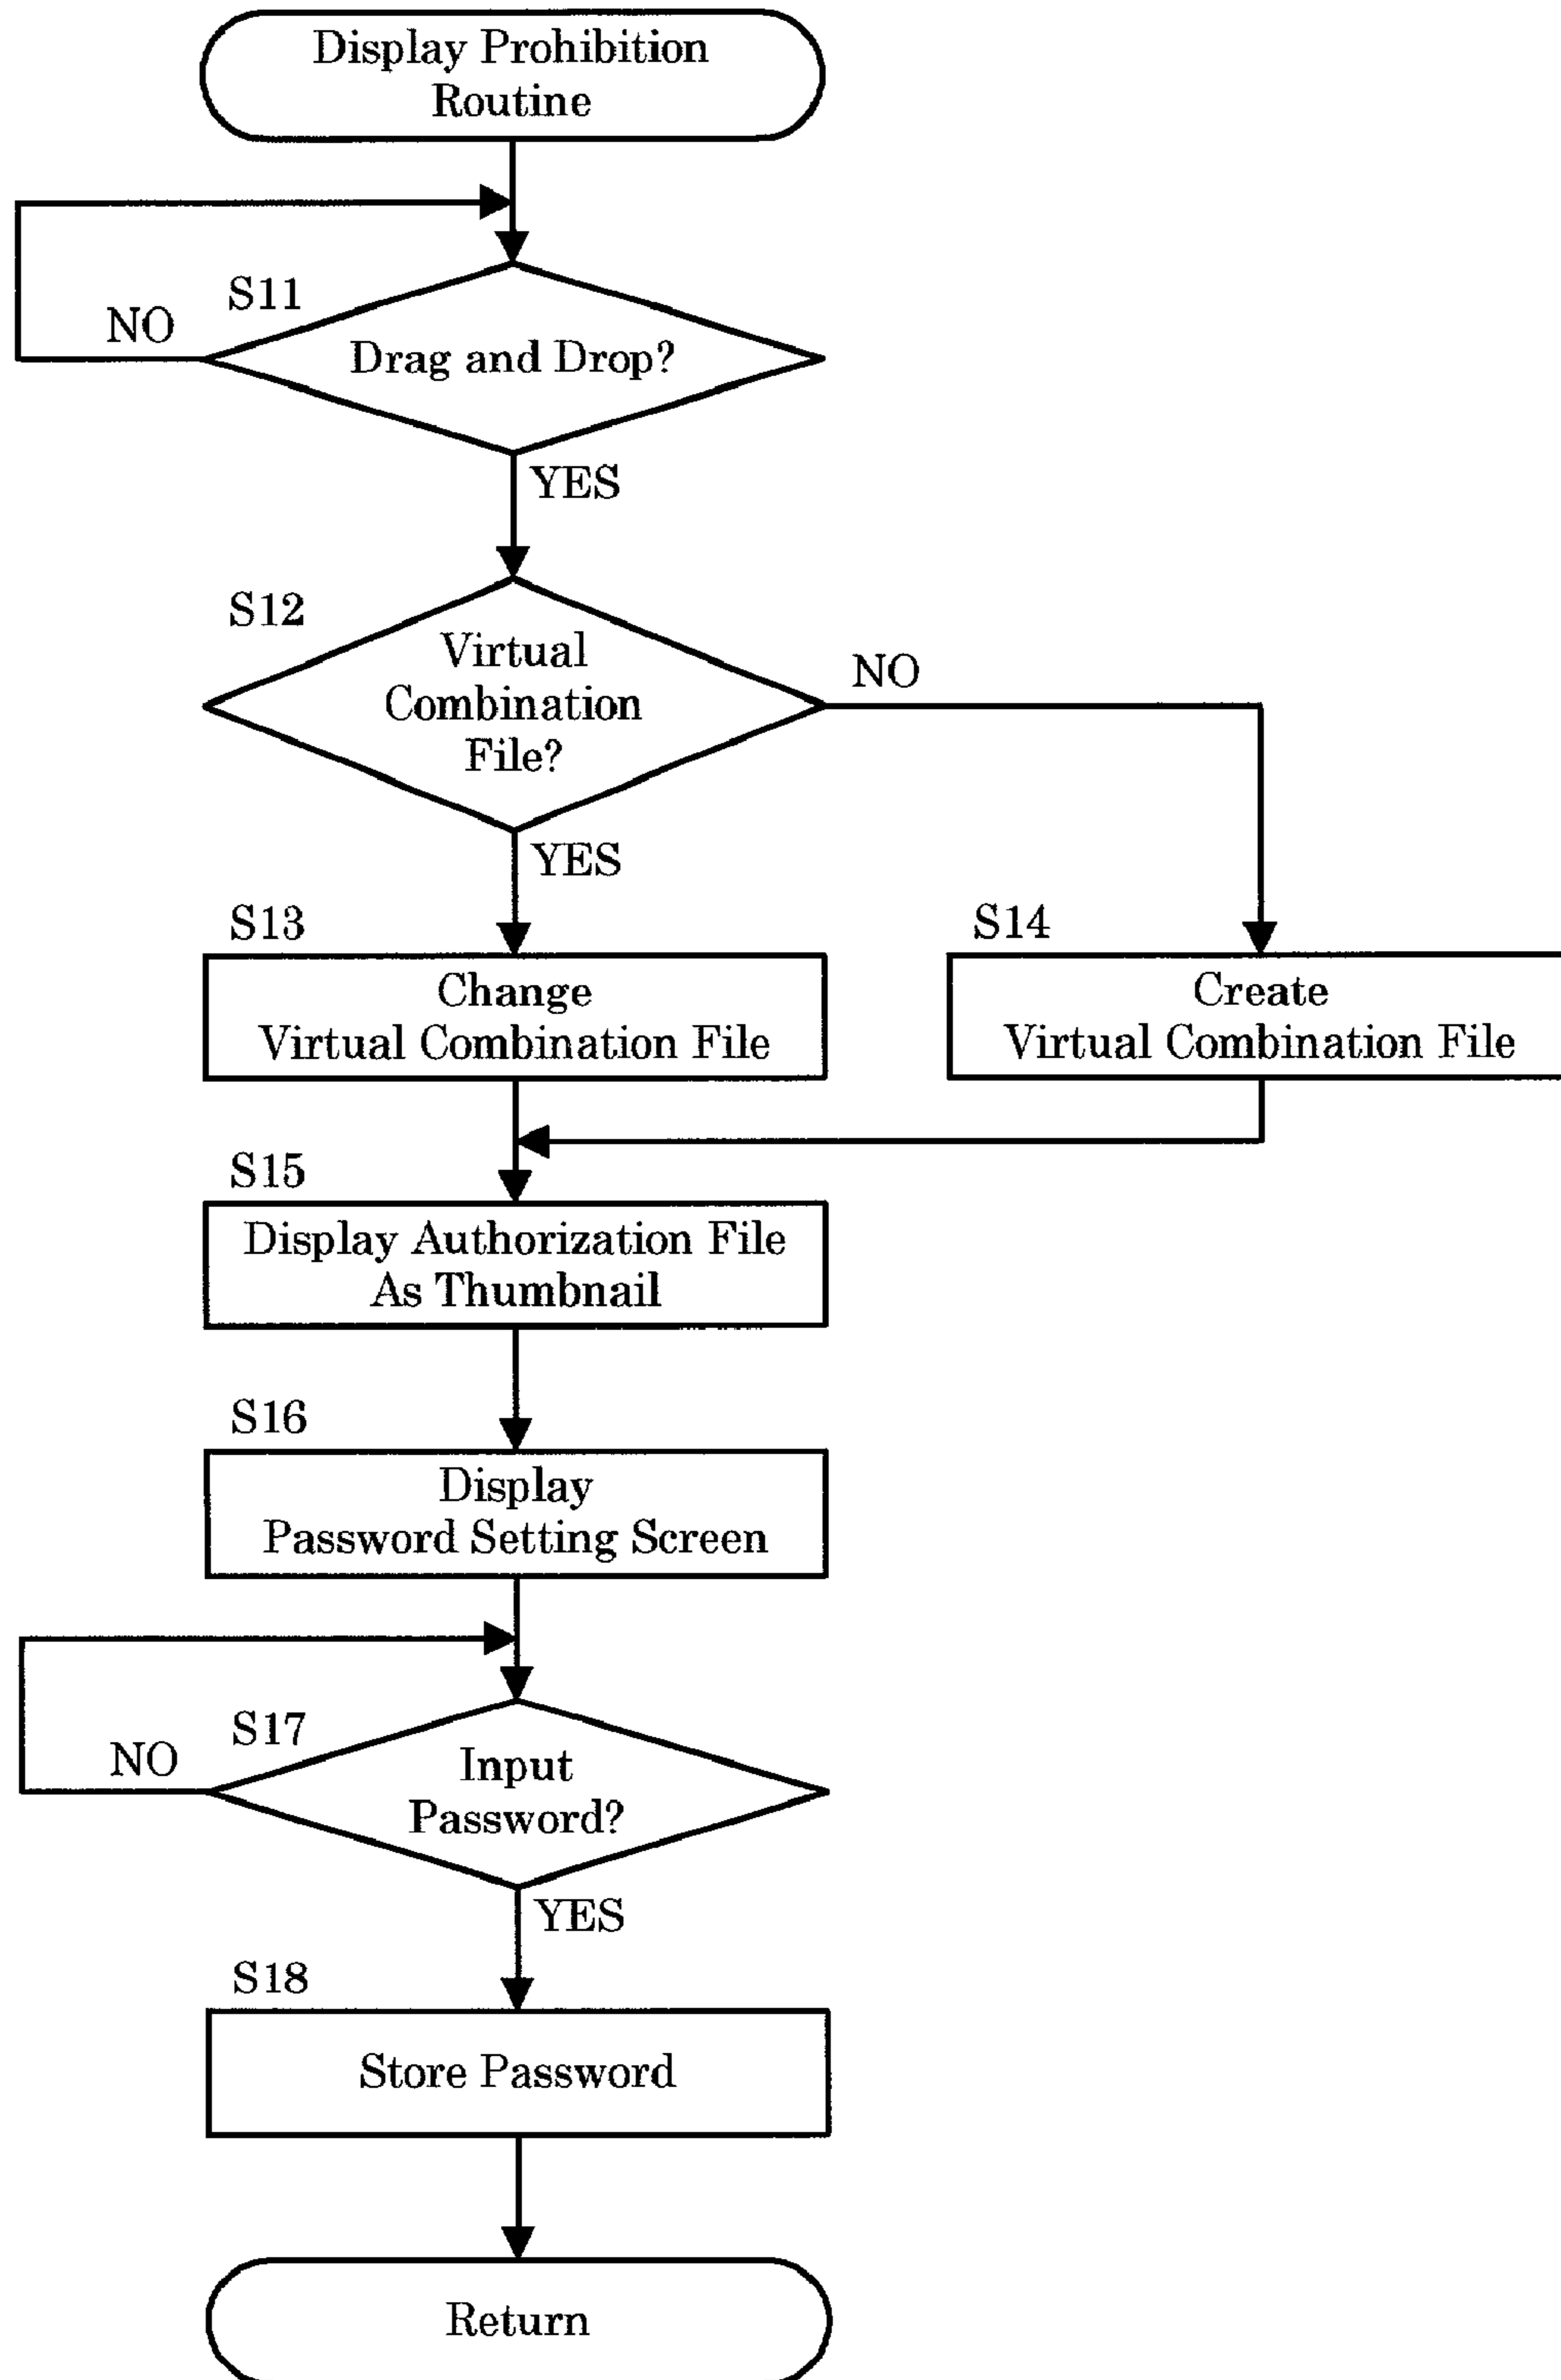 Display Prohibition
Routine
S11
NO
Drag and Drop?
YES
S12
Virtual
Combination
File?
NO
YES
S13
Change
Virtual Combination File
S14
Create
Virtual Combination File
S15
Display Authorization File
As Thumbnail
S16
Display
Password Setting Screen
S17
NO
Input
Password?
YES
S18
Store Password
Return